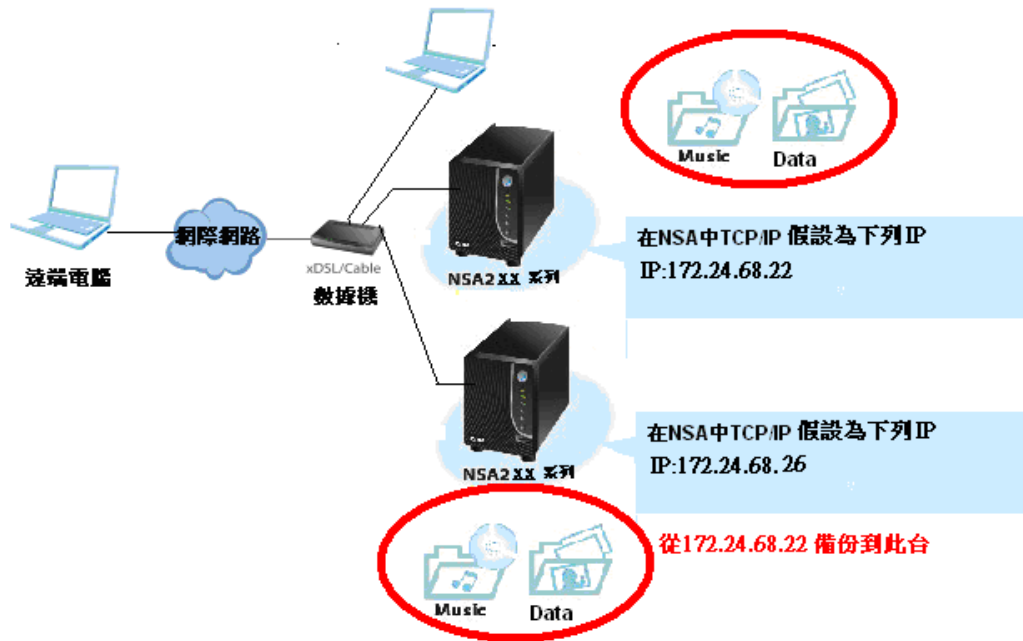 Music
Data
在NSA中TCP/IP 假設為下列IP
IP:172.24.68.22
網際網路
遠端電腦
xDSL/Cable
數據機
NSA2XX 系列
在NSA中TCP/IP 假設為下列IP
IP:172.24.68.26
NSA2XX 系列
從172.24.68.22 備份到此台
Music
Data